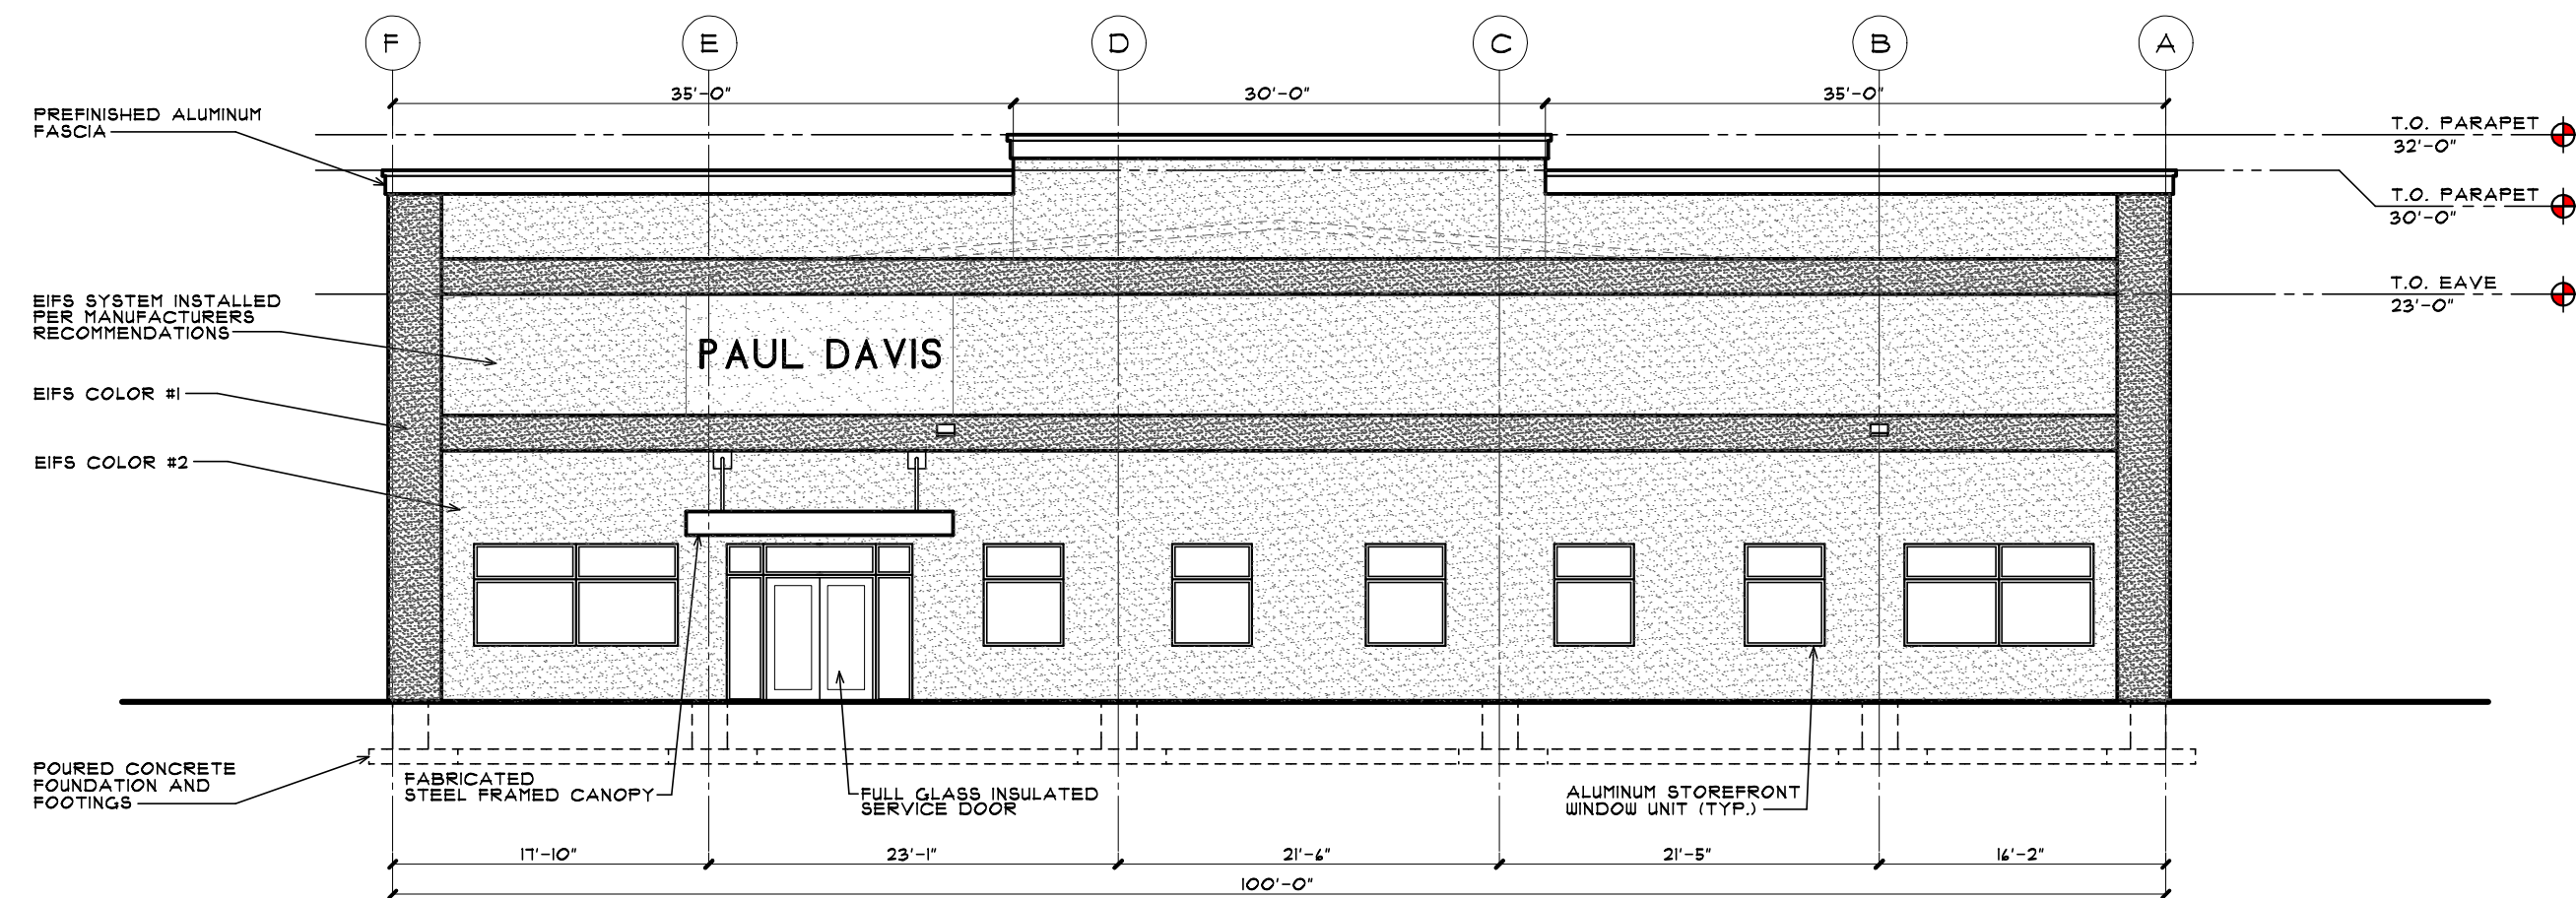 F E D C B A
35'-0" 30'-0" 35'-0"
PREFINISHED ALUMINUM
FASCIA
T.O. PARAPET
32'-0"
T.O. PARAPET
30'-0"
T.O. EAVE
23'-0"
EIFS SYSTEM INSTALLED
PER MANUFACTURERS
RECOMMENDATIONS
PAUL DAVIS
EIFS COLOR #1
EIFS COLOR #2
POURED CONCRETE
FOUNDATION AND
FOOTINGS
FABRICATED
STEEL FRAMED CANOPY
FULL GLASS INSULATED
SERVICE DOOR
ALUMINUM STOREFRONT
WINDOW UNIT (TYP.)
17'-10" 23'-1" 21'-6" 21'-5" 16'-2"
100'-0"